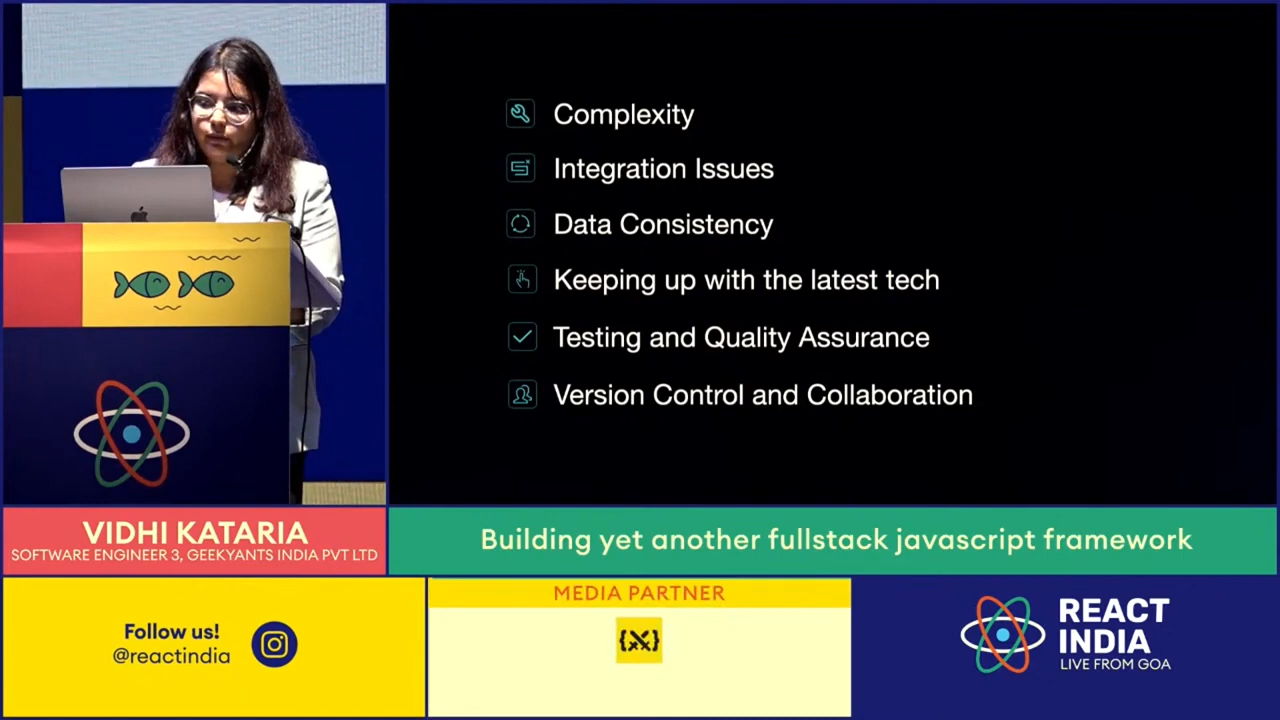 Complexity
Integration Issues
Data Consistency
Keeping up with the latest tech
Testing and Quality Assurance
Version Control and Collaboration
VIDHI KATARIA
SOFTWARE ENGINEER 3, GEEKYANTS INDIA PVT LTD
Building yet another fullstack javascript framework
Follow us!
@reactindia
MEDIA PARTNER
{X}
REACT
INDIA
LIVE FROM GOA